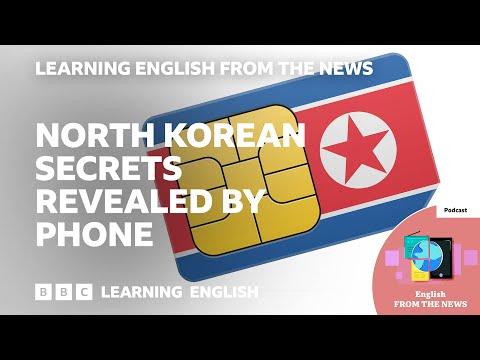 LEARNING ENGLISH FROM THE NEWS
NORTH KOREAN
SECRETS
REVEALED BY
PHONE
BBC LEARNING ENGLISH
Podcast
English
FROM THE NEWS